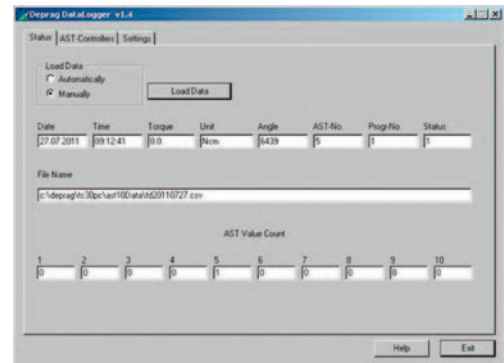 Deprag DataLogger v1.4
Status AST Controllers Settings
Load Data
Automatically
Manually
Load Data
Date Time Torque Unit Angle AST-No. Progr-No. Status
27.07.2011 09:12:41 0.0 Ncm 6439 5 1 1
File Name
c:\deprag\fc30pc\ast10Data\fd20110727.csv
AST Value Count
1 2 3 4 5 6 7 8 9 10
0 0 0 0 1 0 0 0 0 0
Help Exit